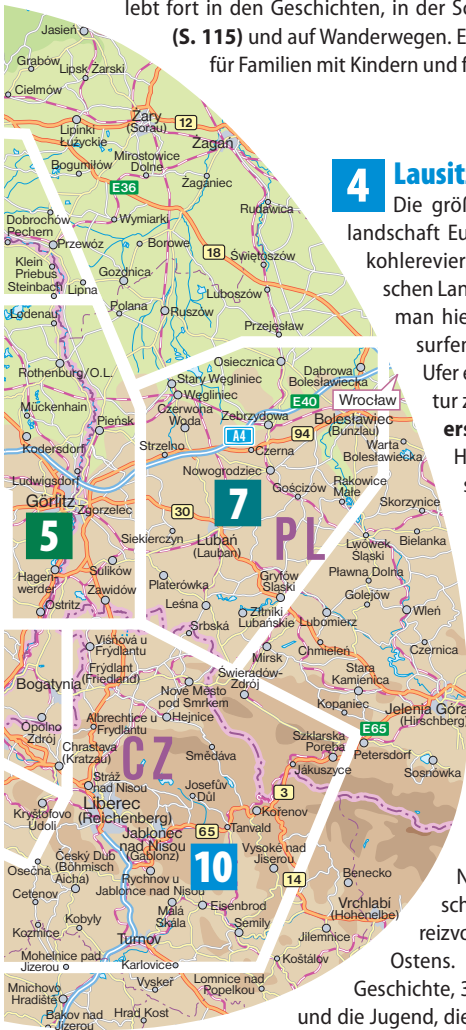 lebt fort in den Geschichten, in der Sc
(S. 115) und auf Wanderwegen. E
für Familien mit Kindern und f
Jasień
Grabów
Lipsk Żarski
Cielmów
Żary
(Sorau)
12
Lipinki
Łużyckie
Żagań
Mirostowice
Dolne
Bogumiłów
E36
Żaganiec
Rudawica
4 Lausit
Die größ
landschaft Eu
kohlerevier
schen Lan
man hie
surfen
Ufer e
tur z
ers
H
s
Dobrochów
Pechern
Wymiarki
Przewóz
Borowe
18
Świętoszów
Klein
Priebus
Steinbach
Lipna
Gozdnica
Luboszów
Lodenau
Polana
Ruszów
Przejęsław
Osiecznica
Rothenburg/O.L.
Stary Węgliniec
Dąbrowa
Bolesławiecka
Węgliniec
E40
Wrocław
Mückenhain
Czerwona
Woda
Zebrzydowa
Bolesławiec
(Bunzlau)
Pieńsk
A4
94
Warta
Bolesławiecka
Kodersdorf
Strzelno
Czerna
Nowogrodziec
Ludwigsdorf
Gościzów
Rakowice
Małe
Görlitz
Zgorzelec
7
Skorzynice
5
30
PL
Siekierczyn
Lubań
(Lauban)
Lwówek
Śląski
Bielanka
Hagen-
werder
Sulików
Pławna Dolna
Zawidów
Platerówka
Gryfów
Śląski
Golejów
Ostritz
Leśna
Złotniki
Lubańskie
Lubomierz
Wleń
Srbská
Višňová u
Frýdlantu
Mirsk
Chmieleń
Czernica
Frýdlant
(Friedland)
Świeradów-
Zdrój
Stara
Kamienica
Bogatynia
Nové Město
pod Smrkem
Kopaniec
Jelenia Góra
(Hirschberg)
Albrechtice u
Frýdlantu
Hejnice
E65
Opolno
Zdrój
Szklarska
Poręba
Petersdorf
Chrastava
(Kratzau)
CZ
Smědava
Jakuszyce
Sosnówka
Stráž
nad Nisou
Josefův
Důl
3
Liberec
(Reichenberg)
Kořenov
Kryštofovo
Údolí
Jablonec
nad Nisou
(Gablonz)
65
Tanvald
Český Dub
(Böhmisch
Aicha)
Vysoké nad
Jizerou
Osečná
10
Rychnov u
Jablonce nad Nisou
14
Benecko
Cetenov
Eisenbrod
Vrchlabí
(Hohenelbe)
Kobyly
Malá
Skála
Semily
Koznice
Turnov
Jilemnice
Mohelnice pad
Jizerou
Karlovice
Košťálov
Vyskeř
Lomnice nad
Popelkou
Mnichovo
Hradiště
Hrad Kost
Bakov nad
Jizerou
N
sch
reizvo
Ostens.
Geschichte, 3
und die Jugend, die